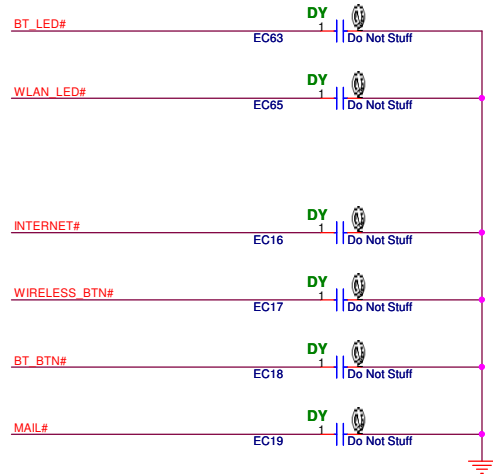 BT_LED#
DY
1
EC63
Do Not Stuff
WLAN_LED#
DY
1
EC65
Do Not Stuff
INTERNET#
DY
1
EC16
Do Not Stuff
WIRELESS_BTN#
DY
1
EC17
Do Not Stuff
BT_BTN#
DY
1
EC18
Do Not Stuff
MAIL#
DY
1
EC19
Do Not Stuff